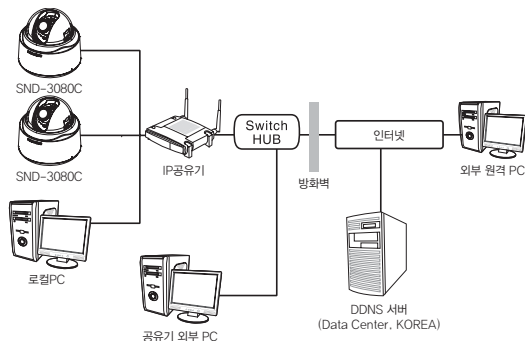 SND-3080C
SND-3080C
로컬PC
IP공유기
Switch
HUB
공유기 외부 PC
방화벽
인터넷
DDNS 서버
(Data Center, KOREA)
외부 원격 PC